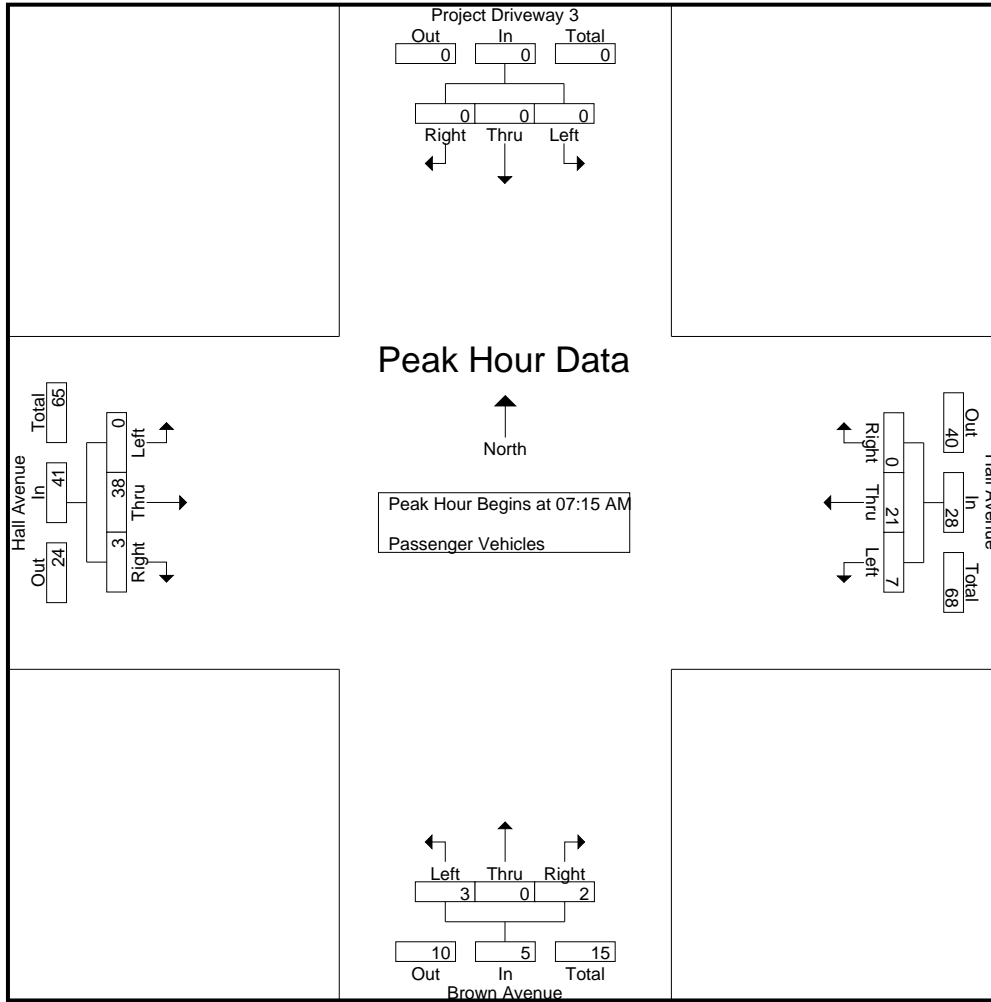 Project Driveway 3
Out In Total
0 0 0
0 0 0
Right Thru Left
Peak Hour Data
North
Peak Hour Begins at 07:15 AM
Passenger Vehicles
Hall Avenue
Total In Out
65 41 24
0 38 3
Left Thru Right
Hall Avenue
Out In Total
40 28 68
0 21 7
Right Thru Left
Left Thru Right
3 0 2
10 5 15
Out In Total
Brown Avenue